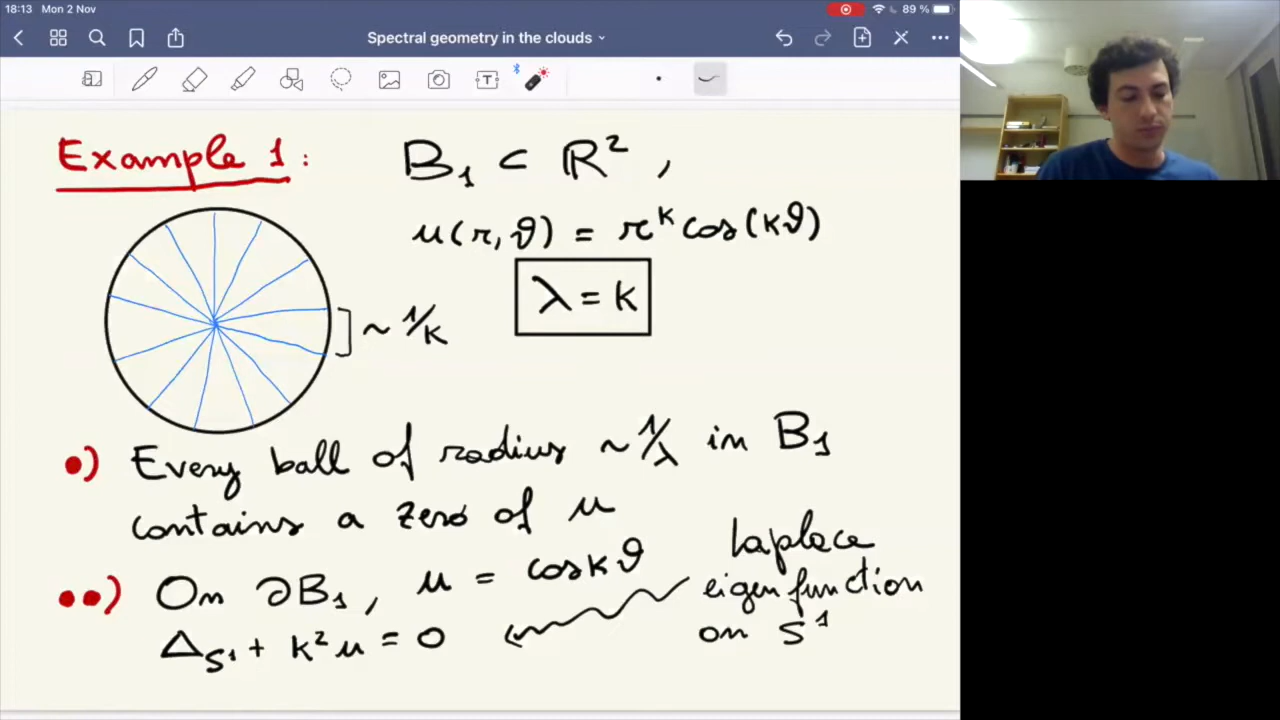 18:13 Mon 2 Nov
89 %
Spectral geometry in the clouds
Example 1:
B₁ ⊂ ℝ²,
u(r, ϑ) = r^k cos(kϑ)
λ = k
~ 1/k
•) Every ball of radius ~ 1/λ in B₁
contains a zero of u
••) On ∂B₁, u = cos kϑ
Δ_S¹ + k² u = 0
Laplace
eigenfunction
on S¹